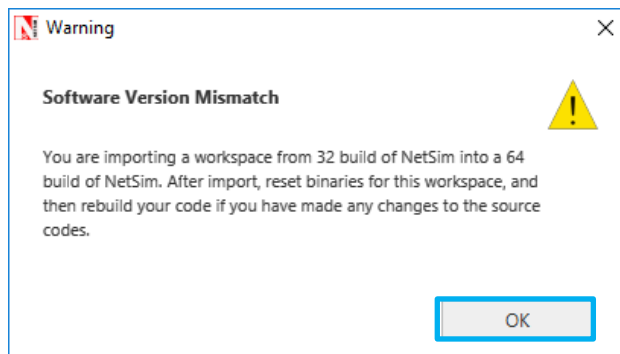 Warning
Software Version Mismatch
You are importing a workspace from 32 build of NetSim into a 64
build of NetSim. After import, reset binaries for this workspace, and
then rebuild your code if you have made any changes to the source
codes.
OK